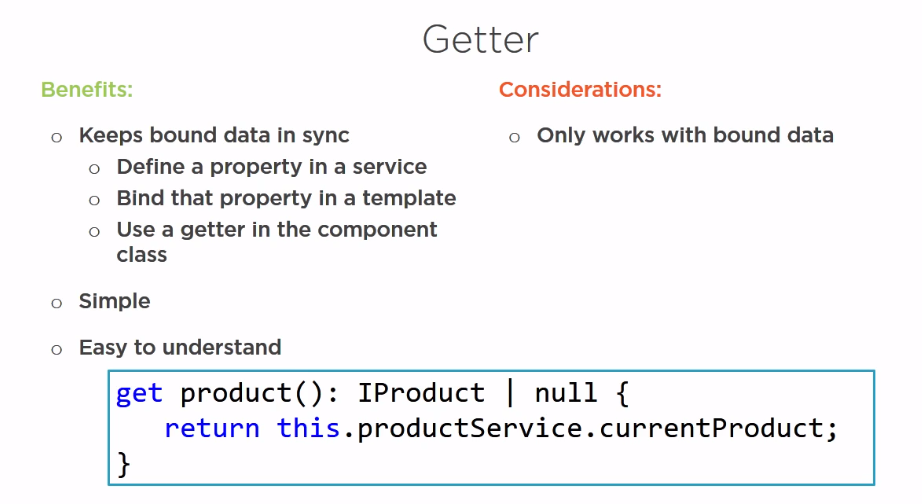 Getter
Benefits:
Keeps bound data in sync
Define a property in a service
Bind that property in a template
Use a getter in the component
class
Simple
Easy to understand
Considerations:
Only works with bound data
get product(): IProduct | null {
return this.productService.currentProduct;
}